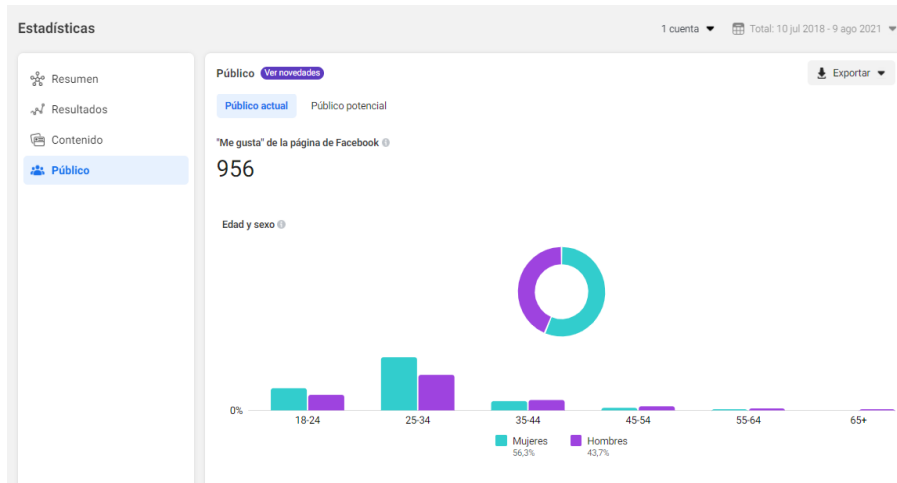 Estadísticas
1 cuenta
Total: 10 jul 2018 - 9 ago 2021
Resumen
Resultados
Contenido
Público
Público Ver novedades
Exportar
Público actual Público potencial
"Me gusta" de la página de Facebook
956
Edad y sexo
0%
18-24 25-34 35-44 45-54 55-64 65+
Mujeres Hombres
56,3% 43,7%